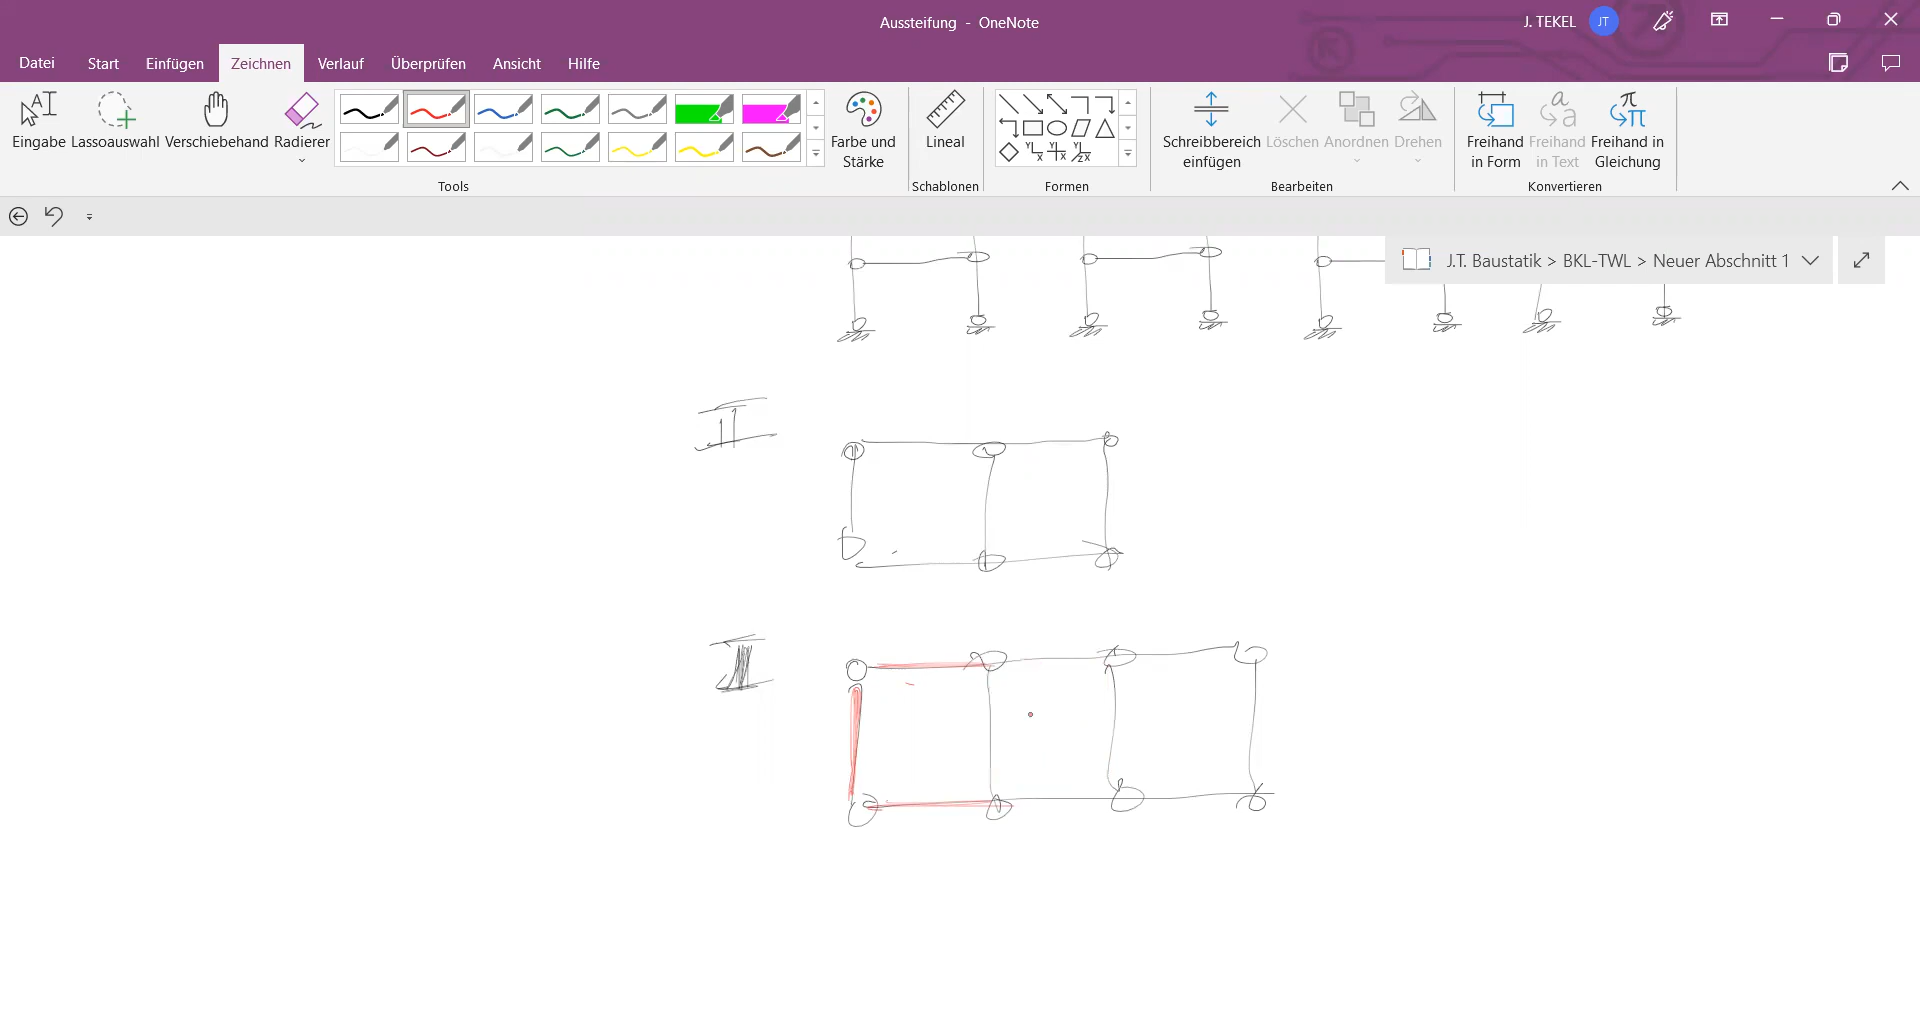 Aussteifung - OneNote
J. TEKEL
JT
Datei
Start
Einfügen
Zeichnen
Verlauf
Überprüfen
Ansicht
Hilfe
Eingabe
Lassoauswahl
Verschiebehand
Radierer
Farbe und
Stärke
Lineal
Schreibbereich
einfügen
Löschen
Anordnen
Drehen
Freihand
in Form
Freihand
in Text
Freihand in
Gleichung
Tools
Schablonen
Formen
Bearbeiten
Konvertieren
J.T. Baustatik > BKL-TWL > Neuer Abschnitt 1
II